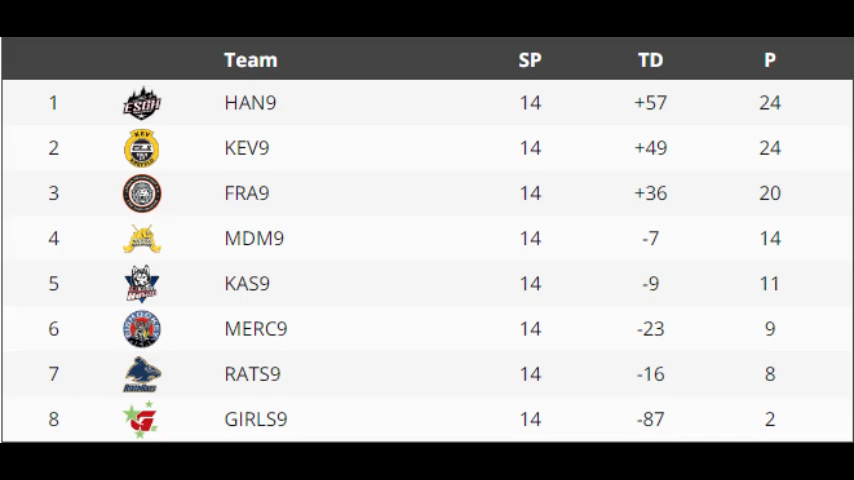 Team SP TD P
1 ESGH HAN9 14 +57 24
2 KEV KEV9 14 +49 24
3 FRA9 14 +36 20
4 MDM9 14 -7 14
5 KAS9 14 -9 11
6 MERC9 14 -23 9
7 RATS9 14 -16 8
8 GIRLS9 14 -87 2